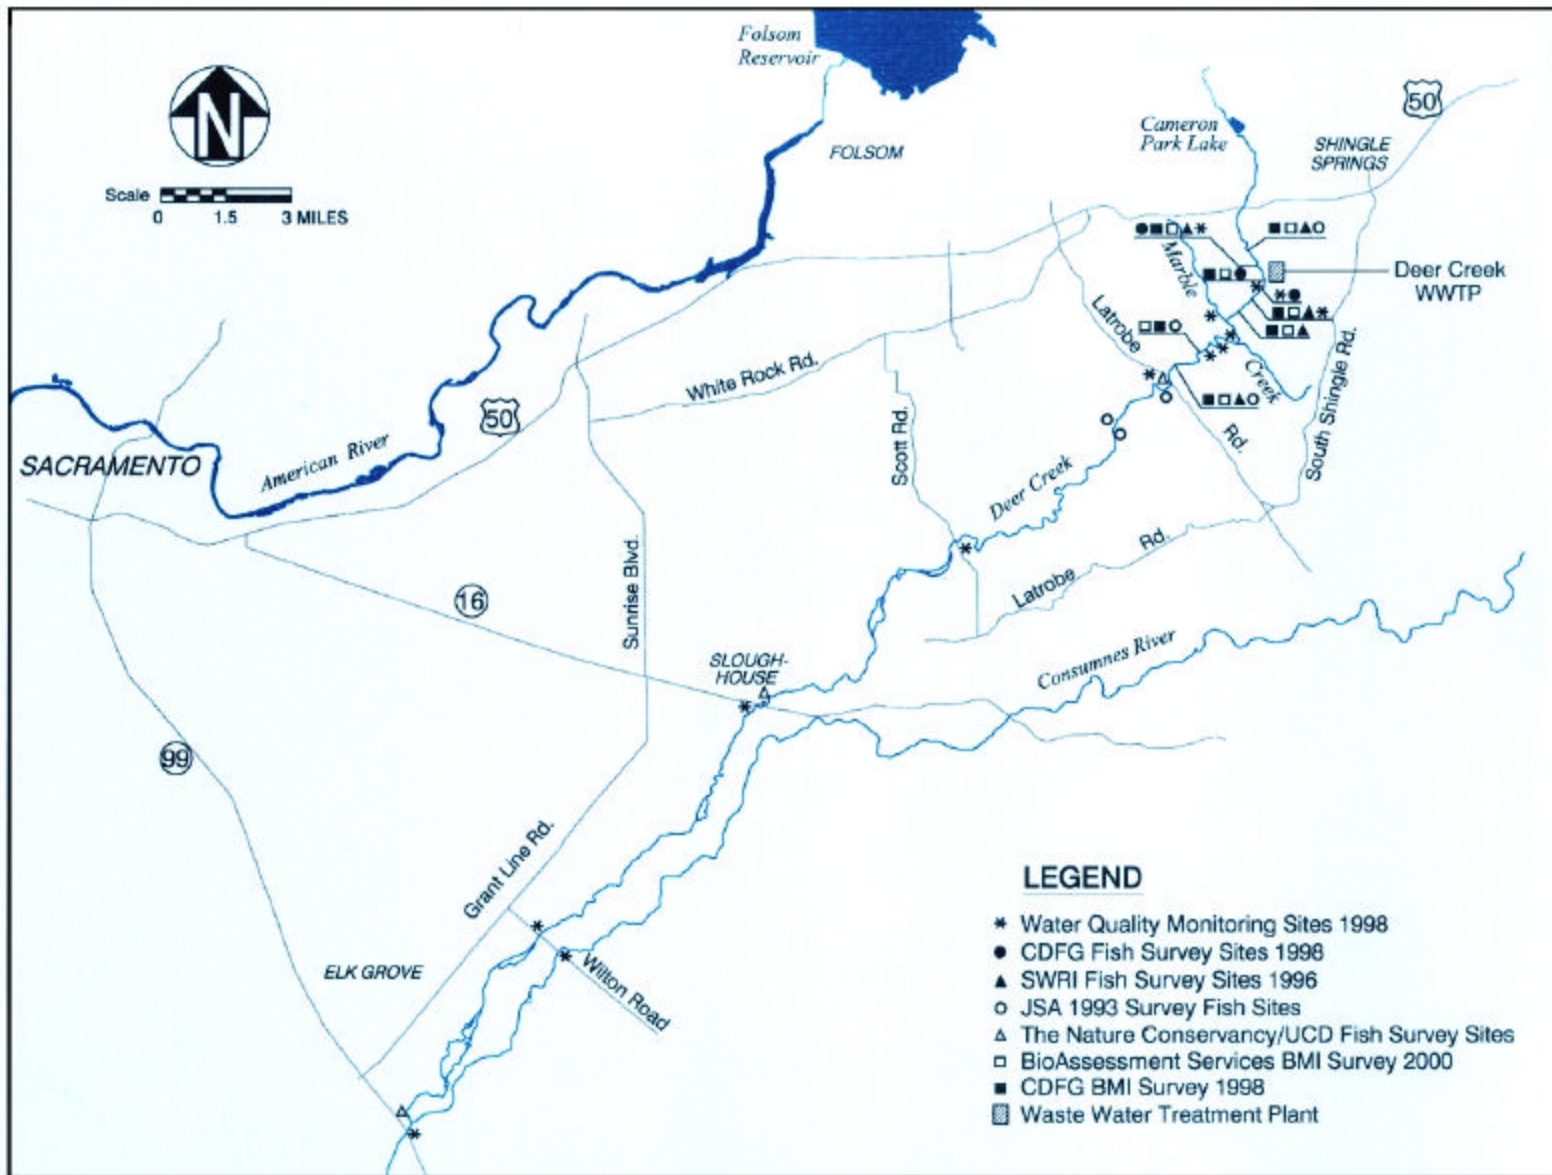 Folsom
Reservoir
N
Scale
0 1.5 3 MILES
FOLSOM
Cameron
Park Lake
SHINGLE
SPRINGS
50
Marble
Creek
Deer Creek
WWTP
Latrobe
Rd.
South Shingle Rd.
White Rock Rd.
50
American River
SACRAMENTO
Scott Rd.
Deer Creek
Sunrise Blvd.
16
Latrobe Rd.
SLOUGH-
HOUSE
Consumnes River
99
Grant Line Rd.
ELK GROVE
Wilton Road
LEGEND
Water Quality Monitoring Sites 1998
CDFG Fish Survey Sites 1998
SWRI Fish Survey Sites 1996
JSA 1993 Survey Fish Sites
The Nature Conservancy/UCD Fish Survey Sites
BioAssessment Services BMI Survey 2000
CDFG BMI Survey 1998
Waste Water Treatment Plant